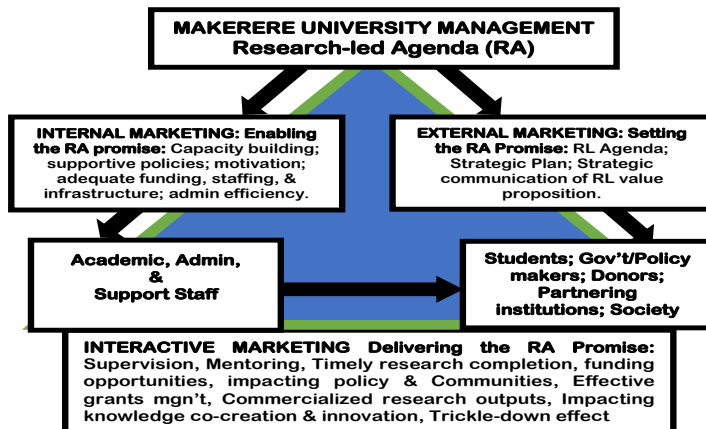 MAKERERE UNIVERSITY MANAGEMENT
Research-led Agenda (RA)
INTERNAL MARKETING: Enabling
the RA promise: Capacity building;
supportive policies; motivation;
adequate funding, staffing, &
infrastructure; admin efficiency.
EXTERNAL MARKETING: Setting
the RA Promise: RL Agenda;
Strategic Plan; Strategic
communication of RL value
proposition.
Academic, Admin,
&
Support Staff
Students; Gov't/Policy
makers; Donors;
Partnering
institutions; Society
INTERACTIVE MARKETING Delivering the RA Promise:
Supervision, Mentoring, Timely research completion, funding
opportunities, impacting policy & Communities, Effective
grants mgn't, Commercialized research outputs, Impacting
knowledge co-creation & innovation, Trickle-down effect